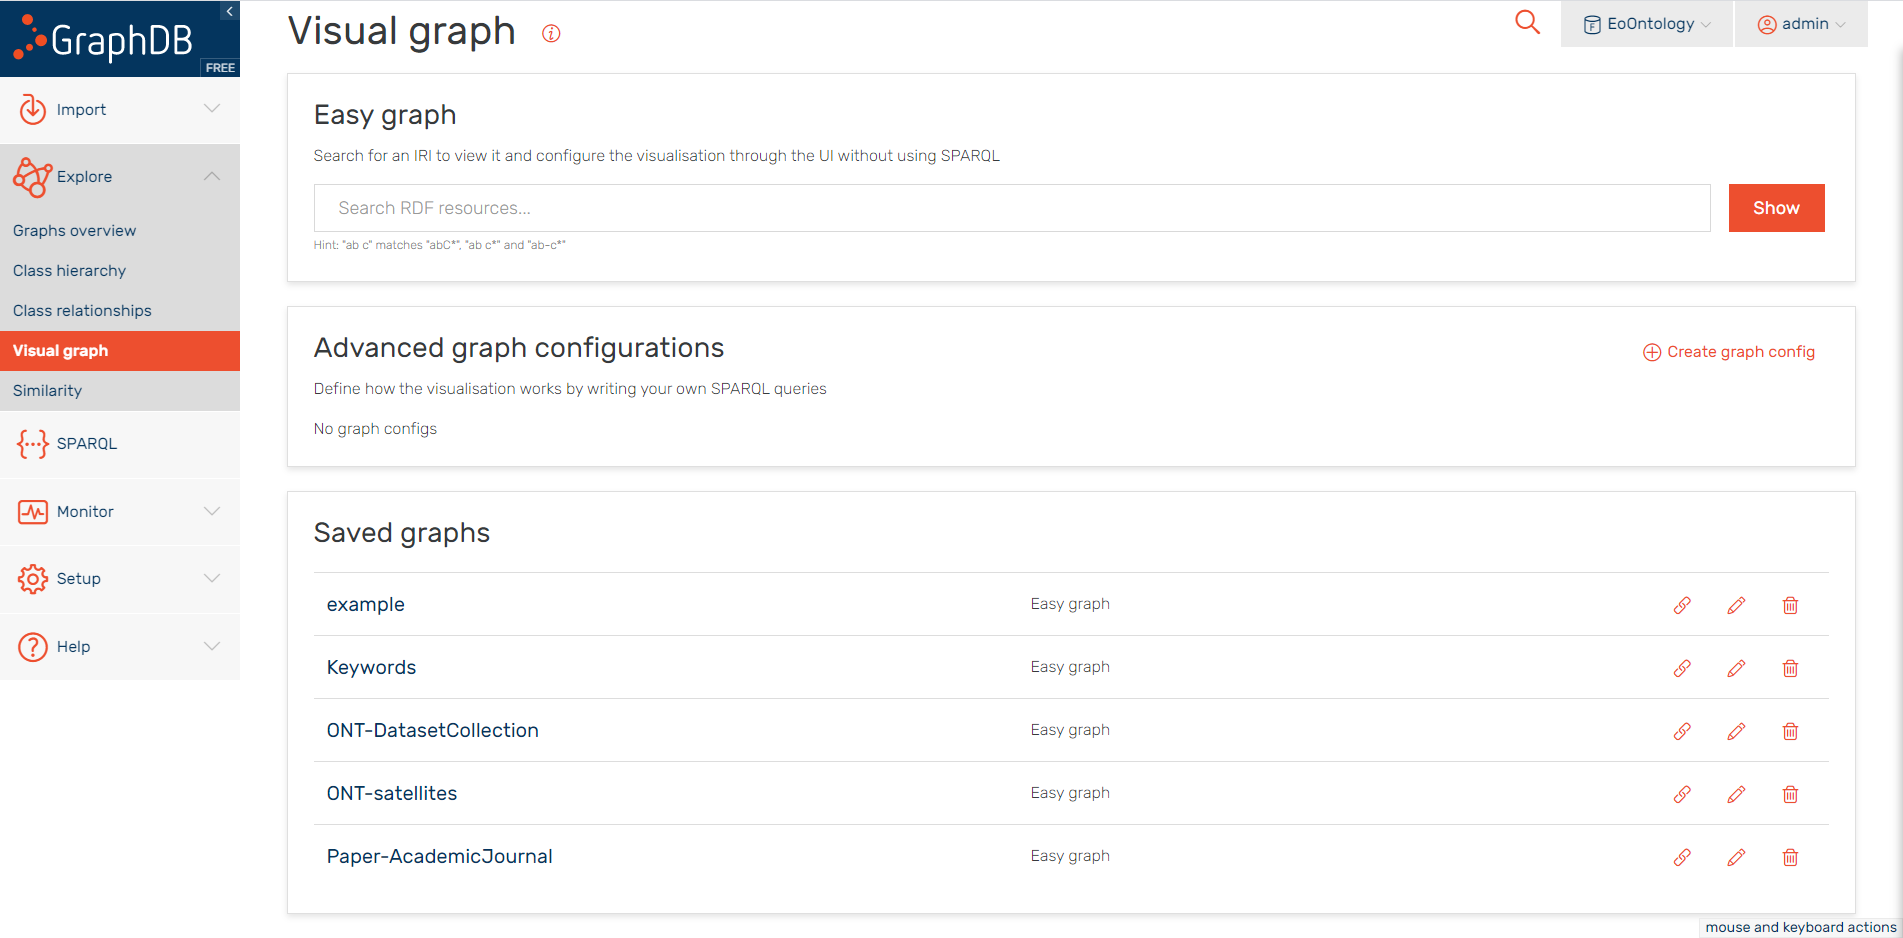 GraphDB
FREE
Import
Explore
Graphs overview
Class hierarchy
Class relationships
Visual graph
Similarity
SPARQL
Monitor
Setup
Help
Visual graph
EoOntology
admin
Easy graph
Search for an IRI to view it and configure the visualisation through the UI without using SPARQL
Search RDF resources...
Show
Hint: "ab c" matches "abC*", "ab c*" and "ab-c*"
Advanced graph configurations
Create graph config
Define how the visualisation works by writing your own SPARQL queries
No graph configs
Saved graphs
example Easy graph
Keywords Easy graph
ONT-DatasetCollection Easy graph
ONT-satellites Easy graph
Paper-AcademicJournal Easy graph
mouse and keyboard actions